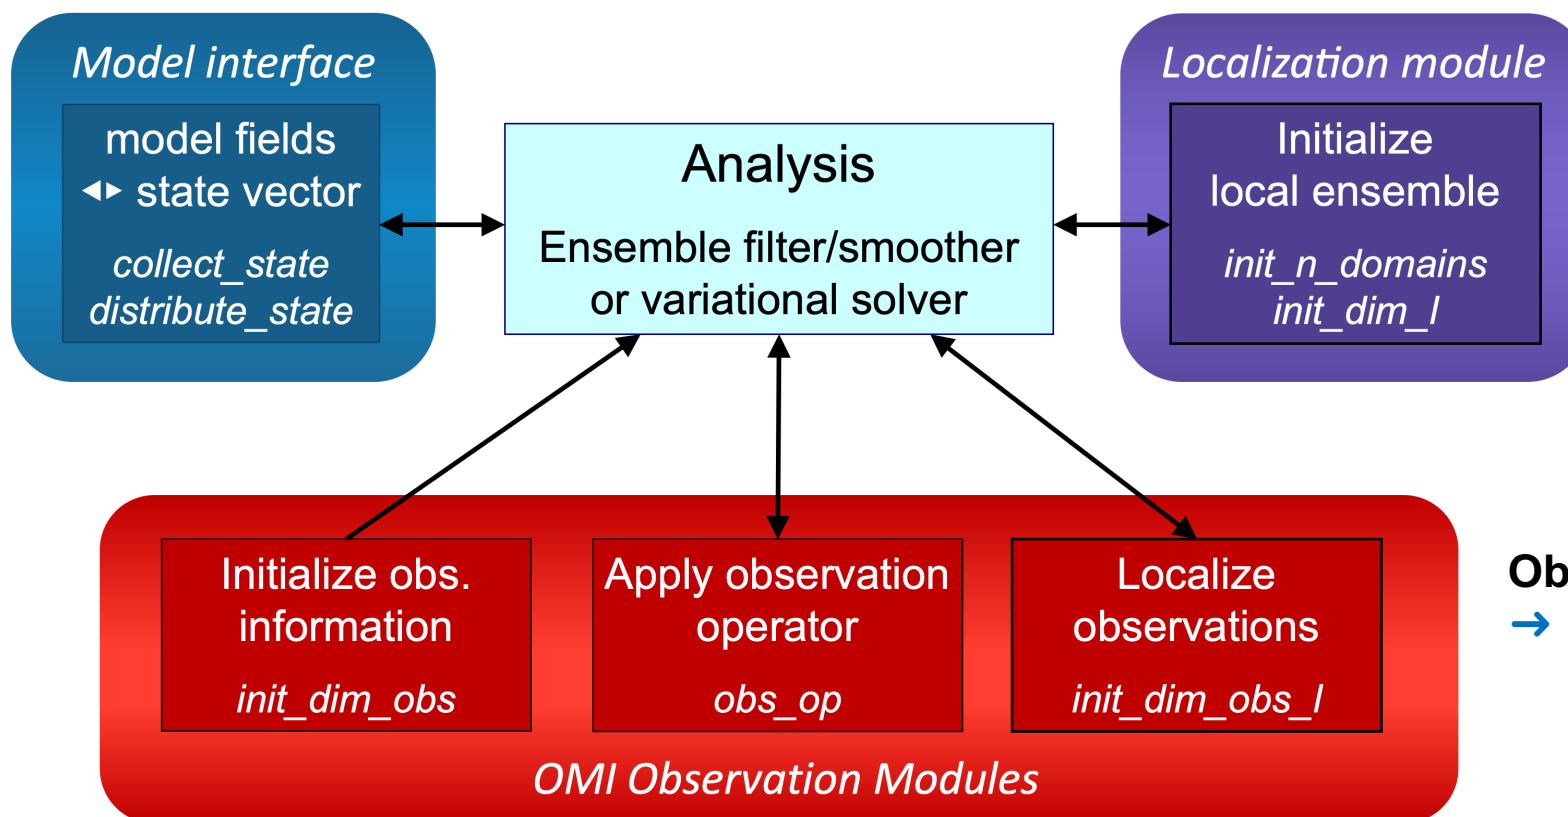 Model interface
model fields
◄► state vector
collect_state
distribute_state
Analysis
Ensemble filter/smoother
or variational solver
Localization module
Initialize
local ensemble
init_n_domains
init_dim_l
Initialize obs.
information
init_dim_obs
Apply observation
operator
obs_op
Localize
observations
init_dim_obs_l
OMI Observation Modules
Ob
→